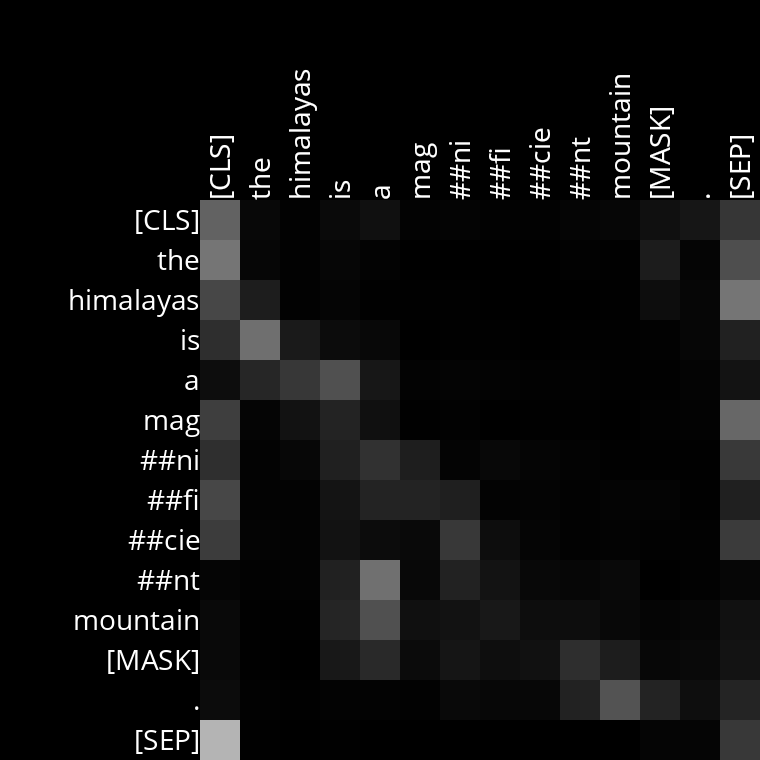 [CLS] the himalayas is a mag ##ni ##fi ##cie ##nt mountain [MASK] . [SEP]
[CLS]
the
himalayas
is
a
mag
##ni
##fi
##cie
##nt
mountain
[MASK]
.
[SEP]